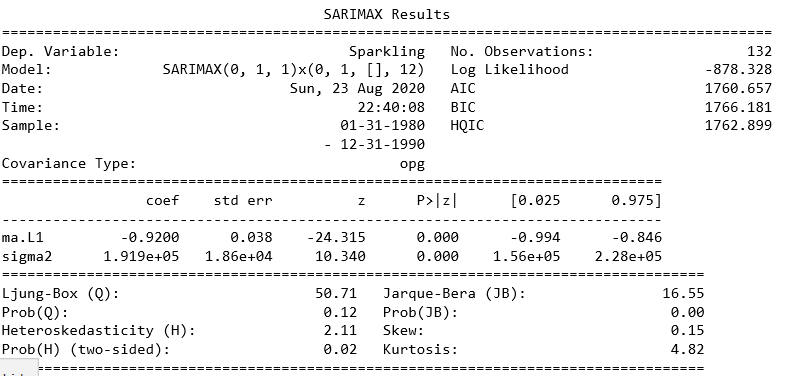 SARIMAX Results
==============================================================================================
Dep. Variable: Sparkling No. Observations: 132
Model: SARIMAX(0, 1, 1)x(0, 1, [], 12) Log Likelihood -878.328
Date: Sun, 23 Aug 2020 AIC 1760.657
Time: 22:40:08 BIC 1766.181
Sample: 01-31-1980 HQIC 1762.899
- 12-31-1990
Covariance Type: opg
==============================================================================
coef std err z P>|z| [0.025 0.975]
------------------------------------------------------------------------------
ma.L1 -0.9200 0.038 -24.315 0.000 -0.994 -0.846
sigma2 1.919e+05 1.86e+04 10.340 0.000 1.56e+05 2.28e+05
===================================================================================
Ljung-Box (Q): 50.71 Jarque-Bera (JB): 16.55
Prob(Q): 0.12 Prob(JB): 0.00
Heteroskedasticity (H): 2.11 Skew: 0.15
Prob(H) (two-sided): 0.02 Kurtosis: 4.82
===================================================================================